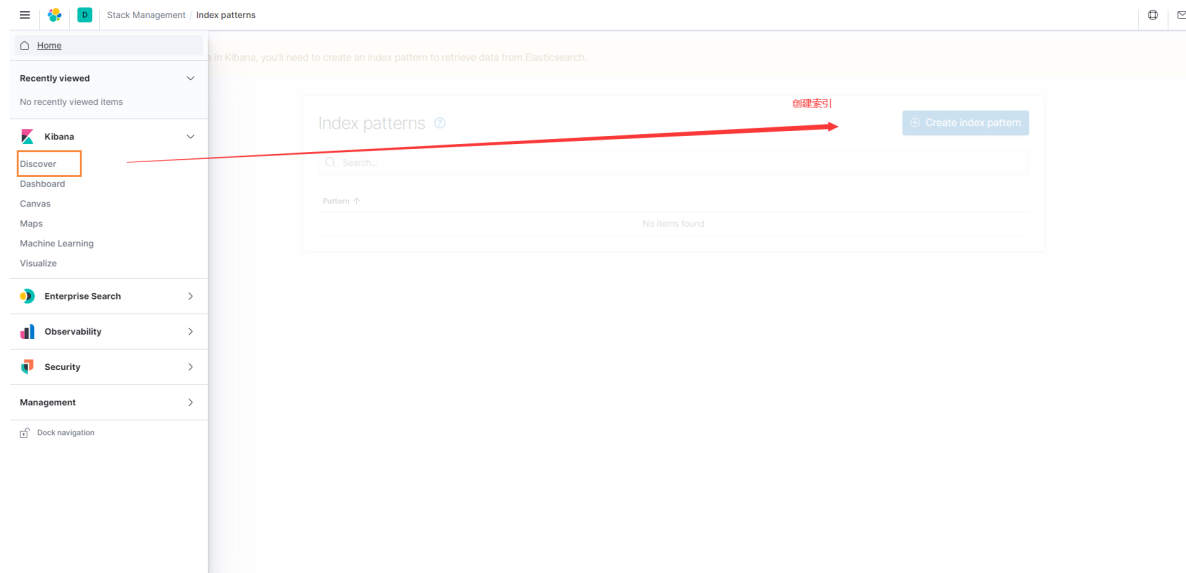 D Stack Management / Index patterns
Home
Recently viewed
No recently viewed items
Kibana
Discover
Dashboard
Canvas
Maps
Machine Learning
Visualize
Enterprise Search
Observability
Security
Management
Dock navigation
in Kibana, you'll need to create an index pattern to retrieve data from Elasticsearch.
创建索引
Index patterns
Create index pattern
Search...
Pattern ↑
No items found